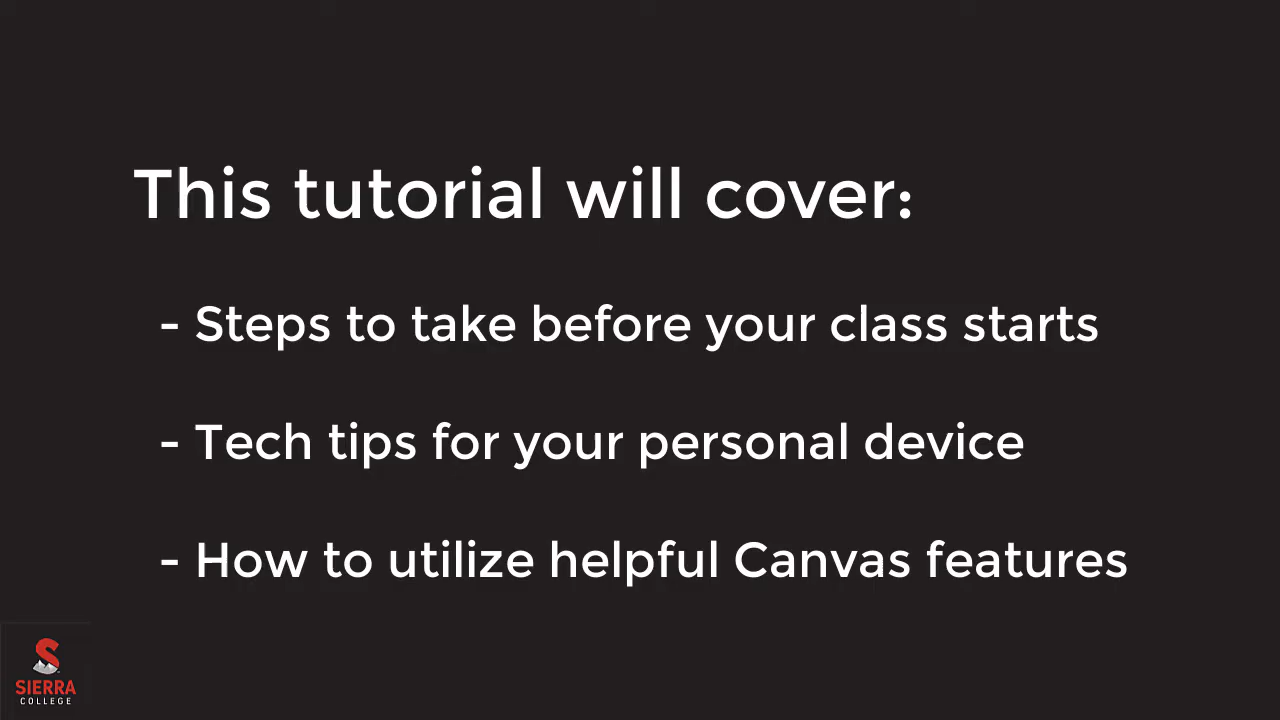 This tutorial will cover:
- Steps to take before your class starts
- Tech tips for your personal device
- How to utilize helpful Canvas features
SIERRA
COLLEGE